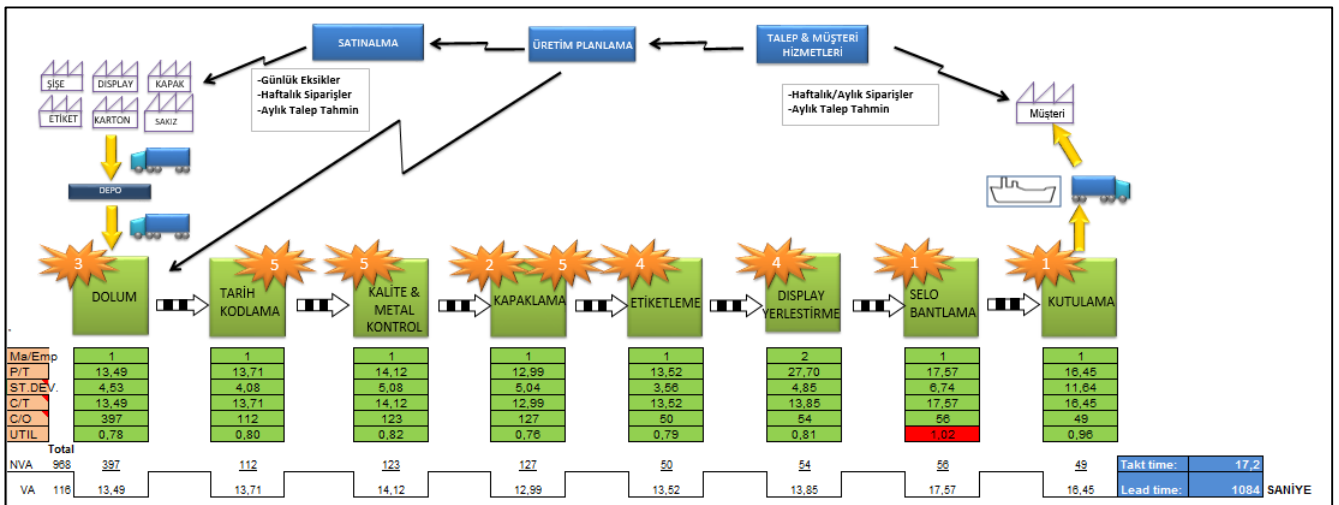 SATINALMA
ÜRETİM PLANLAMA
TALEP & MÜŞTERİ
HİZMETLERİ
-Günlük Eksikler
-Haftalık Siparişler
-Aylık Talep Tahmin
-Haftalık/Aylık Siparişler
-Aylık Talep Tahmin
ŞİŞE DISPLAY KAPAK
ETİKET KARTON SAKIZ
Müşteri
DEPO
3 5 5 2 5 4 4 1 1
DOLUM
TARİH
KODLAMA
KALİTE &
METAL
KONTROL
KAPAKLAMA
ETİKETLEME
DISPLAY
YERLESTİRME
SELO
BANTLAMA
KUTULAMA
Ma/Emp 1 1 1 1 1 2 1 1
P/T 13,49 13,71 14,12 12,99 13,52 27,70 17,57 16,45
ST.DEV. 4,53 4,08 5,08 5,04 3,56 4,85 6,74 11,64
C/T 13,49 13,71 14,12 12,99 13,52 13,85 17,57 16,45
C/O 397 112 123 127 50 54 56 49
UTIL 0,78 0,80 0,82 0,76 0,79 0,81 1,02 0,96
Total
NVA 968 397 112 123 127 50 54 56 49 Takt time: 17,2
VA 116 13,49 13,71 14,12 12,99 13,52 13,85 17,57 16,45 Lead time: 1084 SANİYE